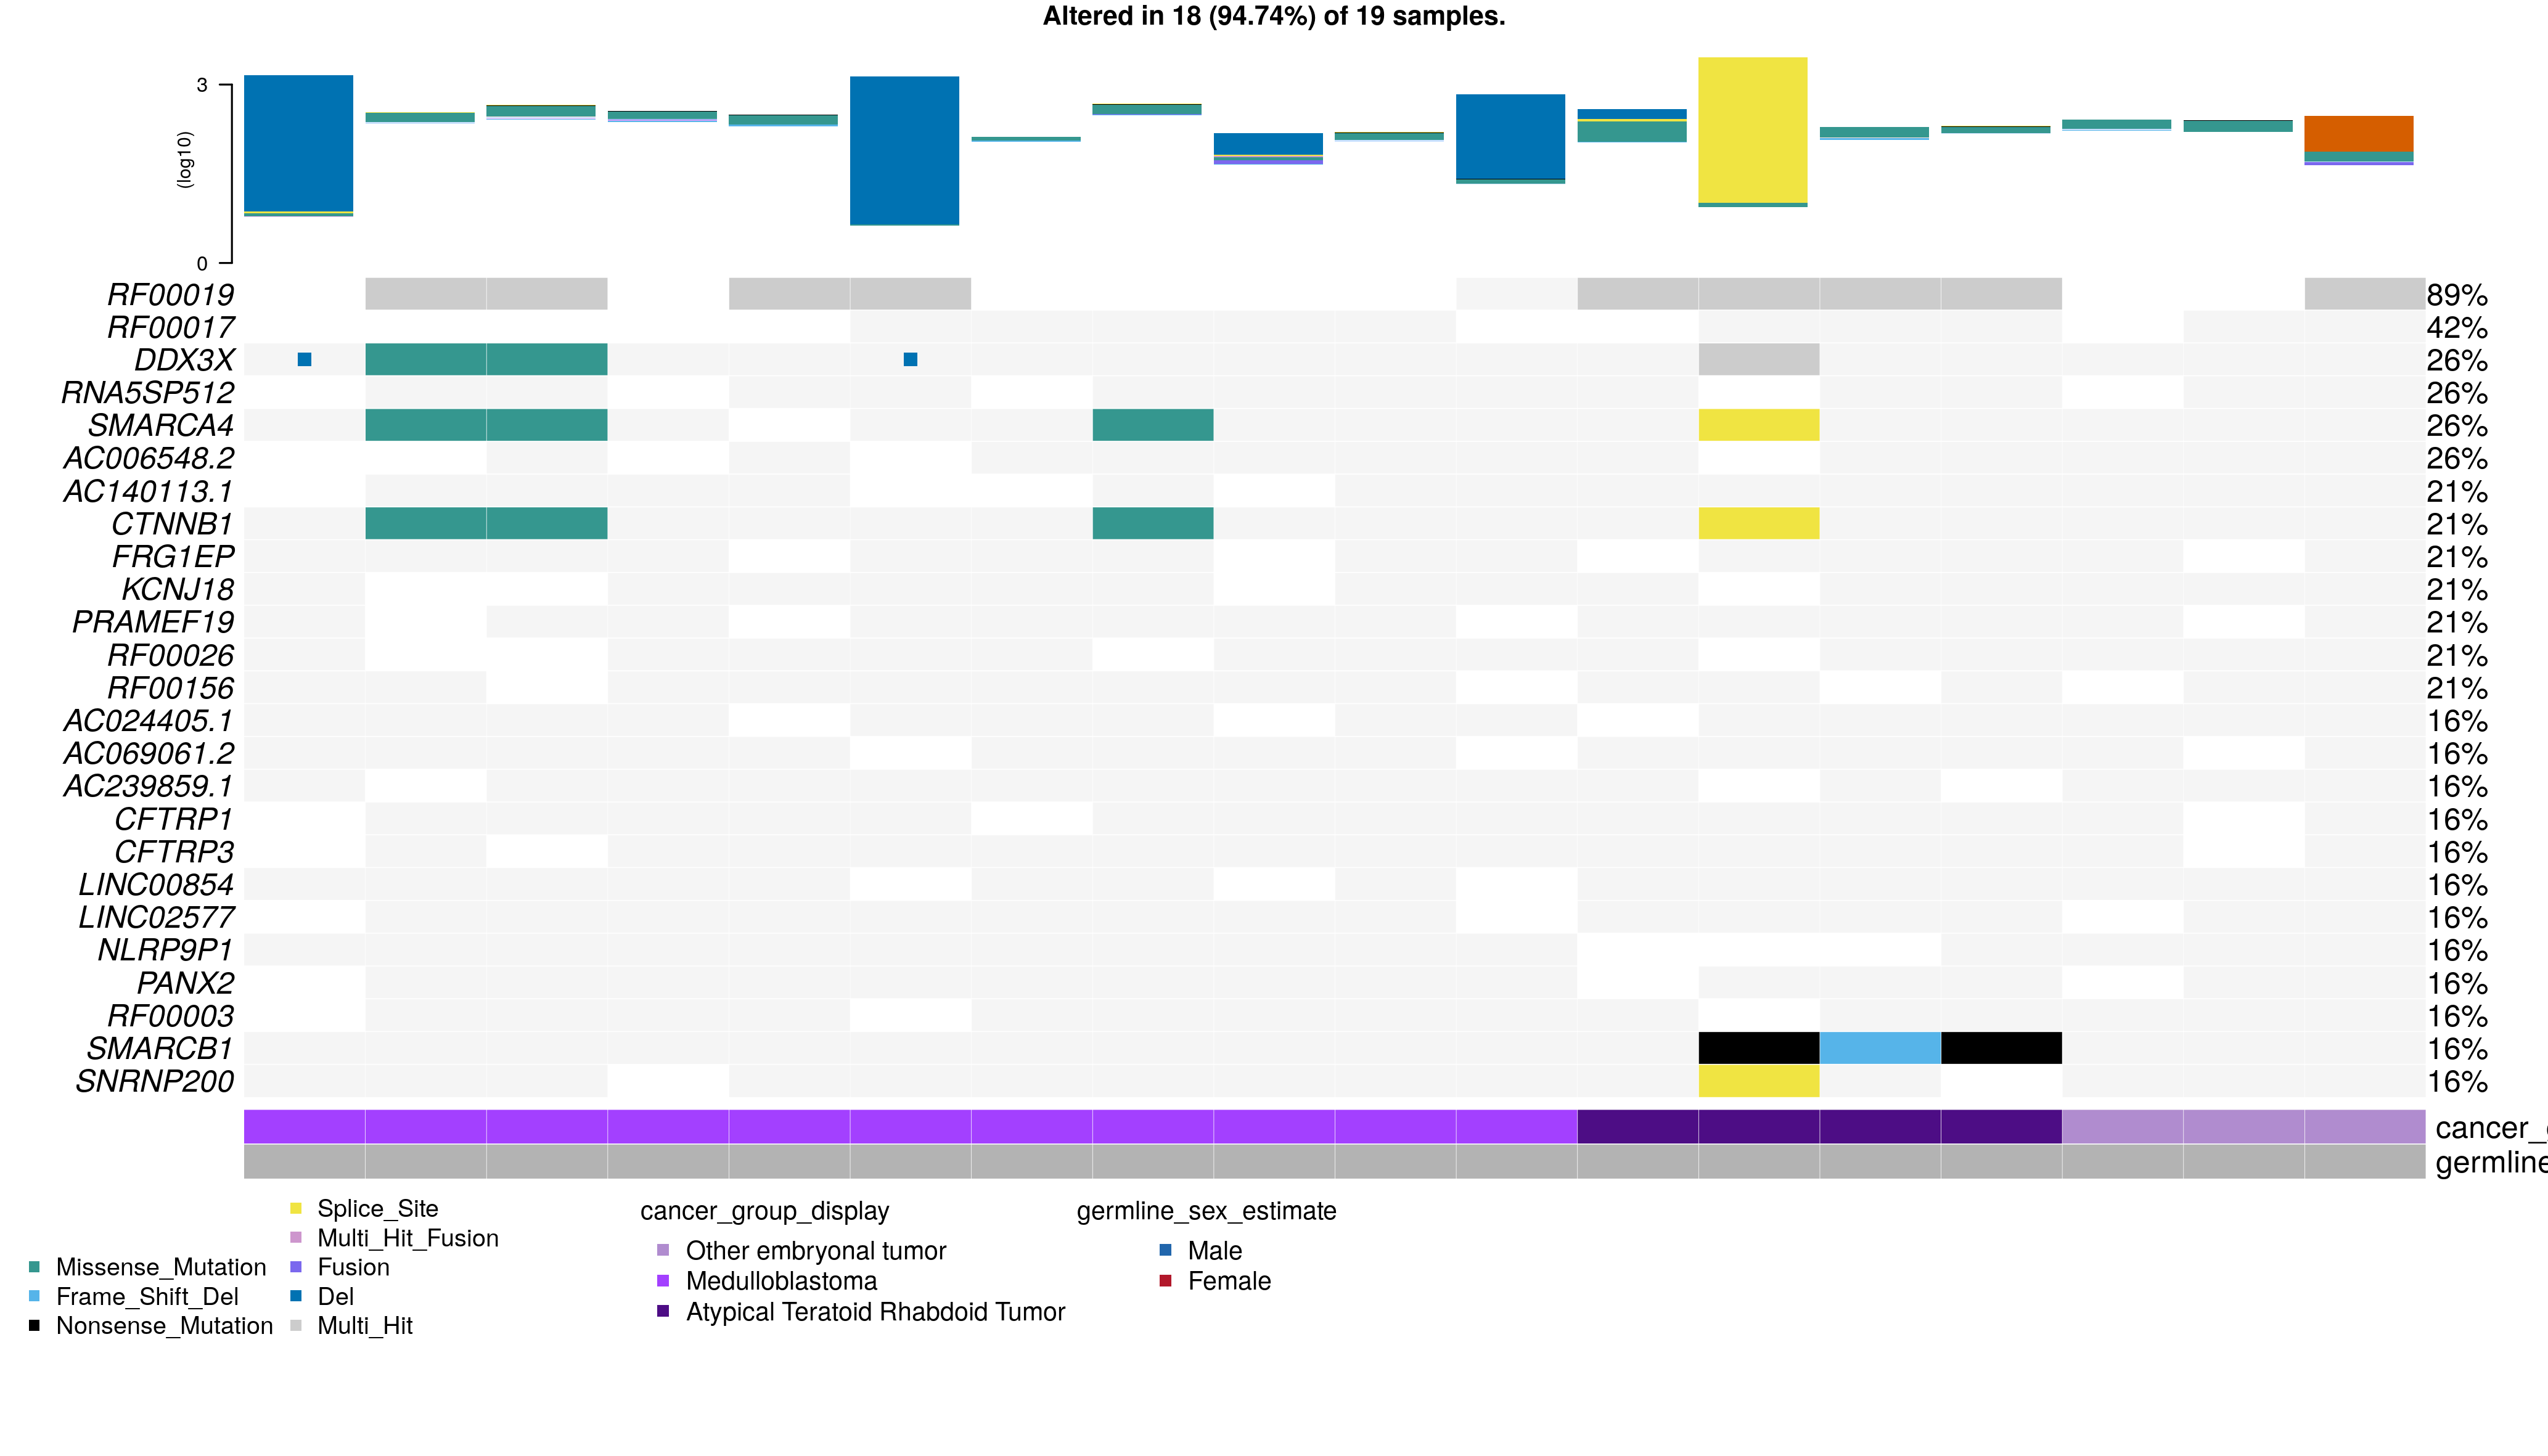 Altered in 18 (94.74%) of 19 samples.
3
(log10)
0
RF00019 89%
RF00017 42%
DDX3X 26%
RNA5SP512 26%
SMARCA4 26%
AC006548.2 26%
AC140113.1 21%
CTNNB1 21%
FRG1EP 21%
KCNJ18 21%
PRAMEF19 21%
RF00026 21%
RF00156 21%
AC024405.1 16%
AC069061.2 16%
AC239859.1 16%
CFTRP1 16%
CFTRP3 16%
LINC00854 16%
LINC02577 16%
NLRP9P1 16%
PANX2 16%
RF00003 16%
SMARCB1 16%
SNRNP200 16%
cancer_
germline
Missense_Mutation
Frame_Shift_Del
Nonsense_Mutation
Splice_Site
Multi_Hit_Fusion
Fusion
Del
Multi_Hit
cancer_group_display
Other embryonal tumor
Medulloblastoma
Atypical Teratoid Rhabdoid Tumor
germline_sex_estimate
Male
Female